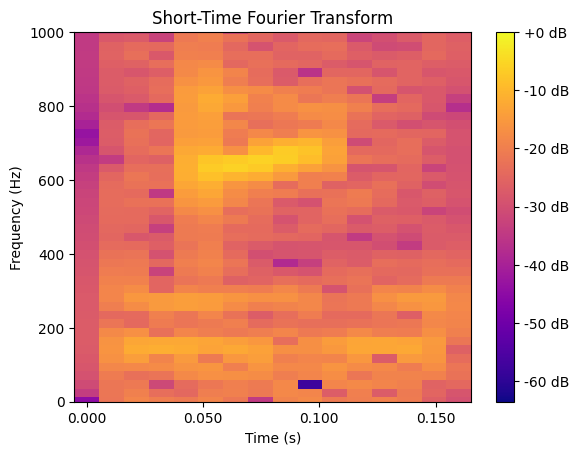 Short-Time Fourier Transform
1000
800
600
400
200
0
Frequency (Hz)
0.000
0.050
0.100
0.150
Time (s)
+0 dB
-10 dB
-20 dB
-30 dB
-40 dB
-50 dB
-60 dB